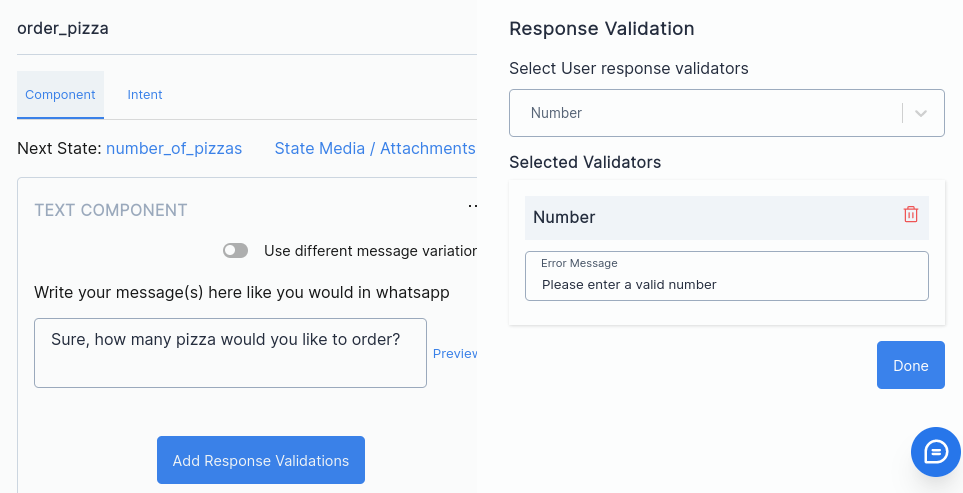 order_pizza
Component
Intent
Next State: number_of_pizzas
State Media / Attachments
TEXT COMPONENT
Use different message variation
Write your message(s) here like you would in whatsapp
Sure, how many pizza would you like to order?
Preview
Add Response Validations
Response Validation
Select User response validators
Number
Selected Validators
Number
Error Message
Please enter a valid number
Done